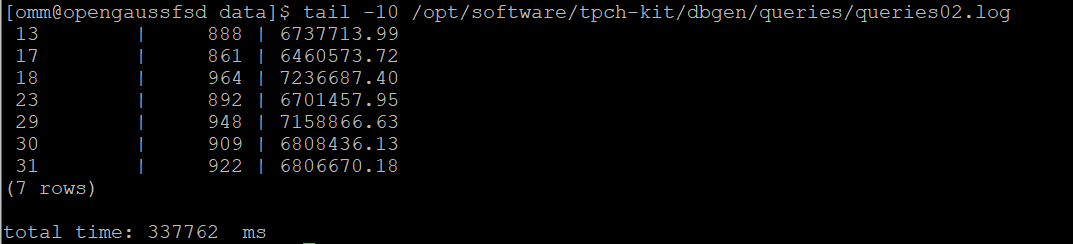 [omm@opengaussfsd data]$ tail -10 /opt/software/tpch-kit/dbgen/queries/queries02.log
 13         |     888 | 6737713.99
 17         |     861 | 6460573.72
 18         |     964 | 7236687.40
 23         |     892 | 6701457.95
 29         |     948 | 7158866.63
 30         |     909 | 6808436.13
 31         |     922 | 6806670.18
(7 rows)
total time: 337762  ms